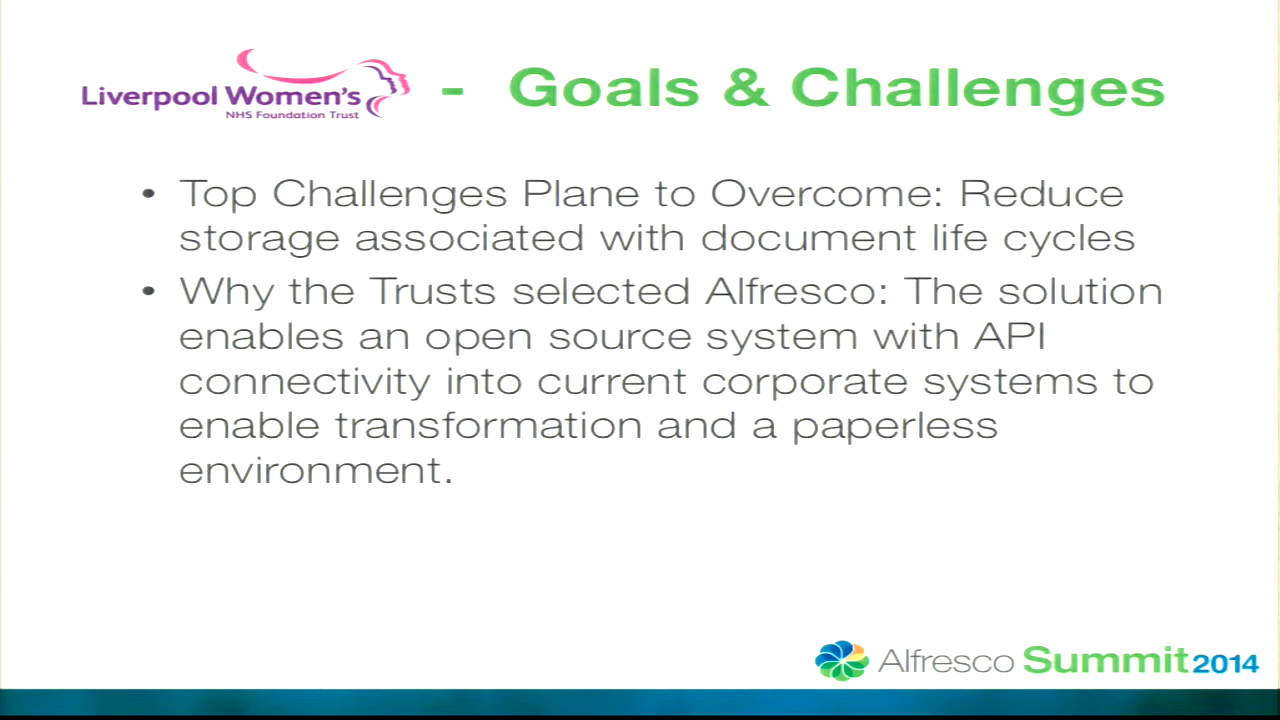 Liverpool Women's - Goals & Challenges
NHS Foundation Trust
• Top Challenges Plane to Overcome: Reduce
storage associated with document life cycles
• Why the Trusts selected Alfresco: The solution
enables an open source system with API
connectivity into current corporate systems to
enable transformation and a paperless
environment.
Alfresco Summit 2014